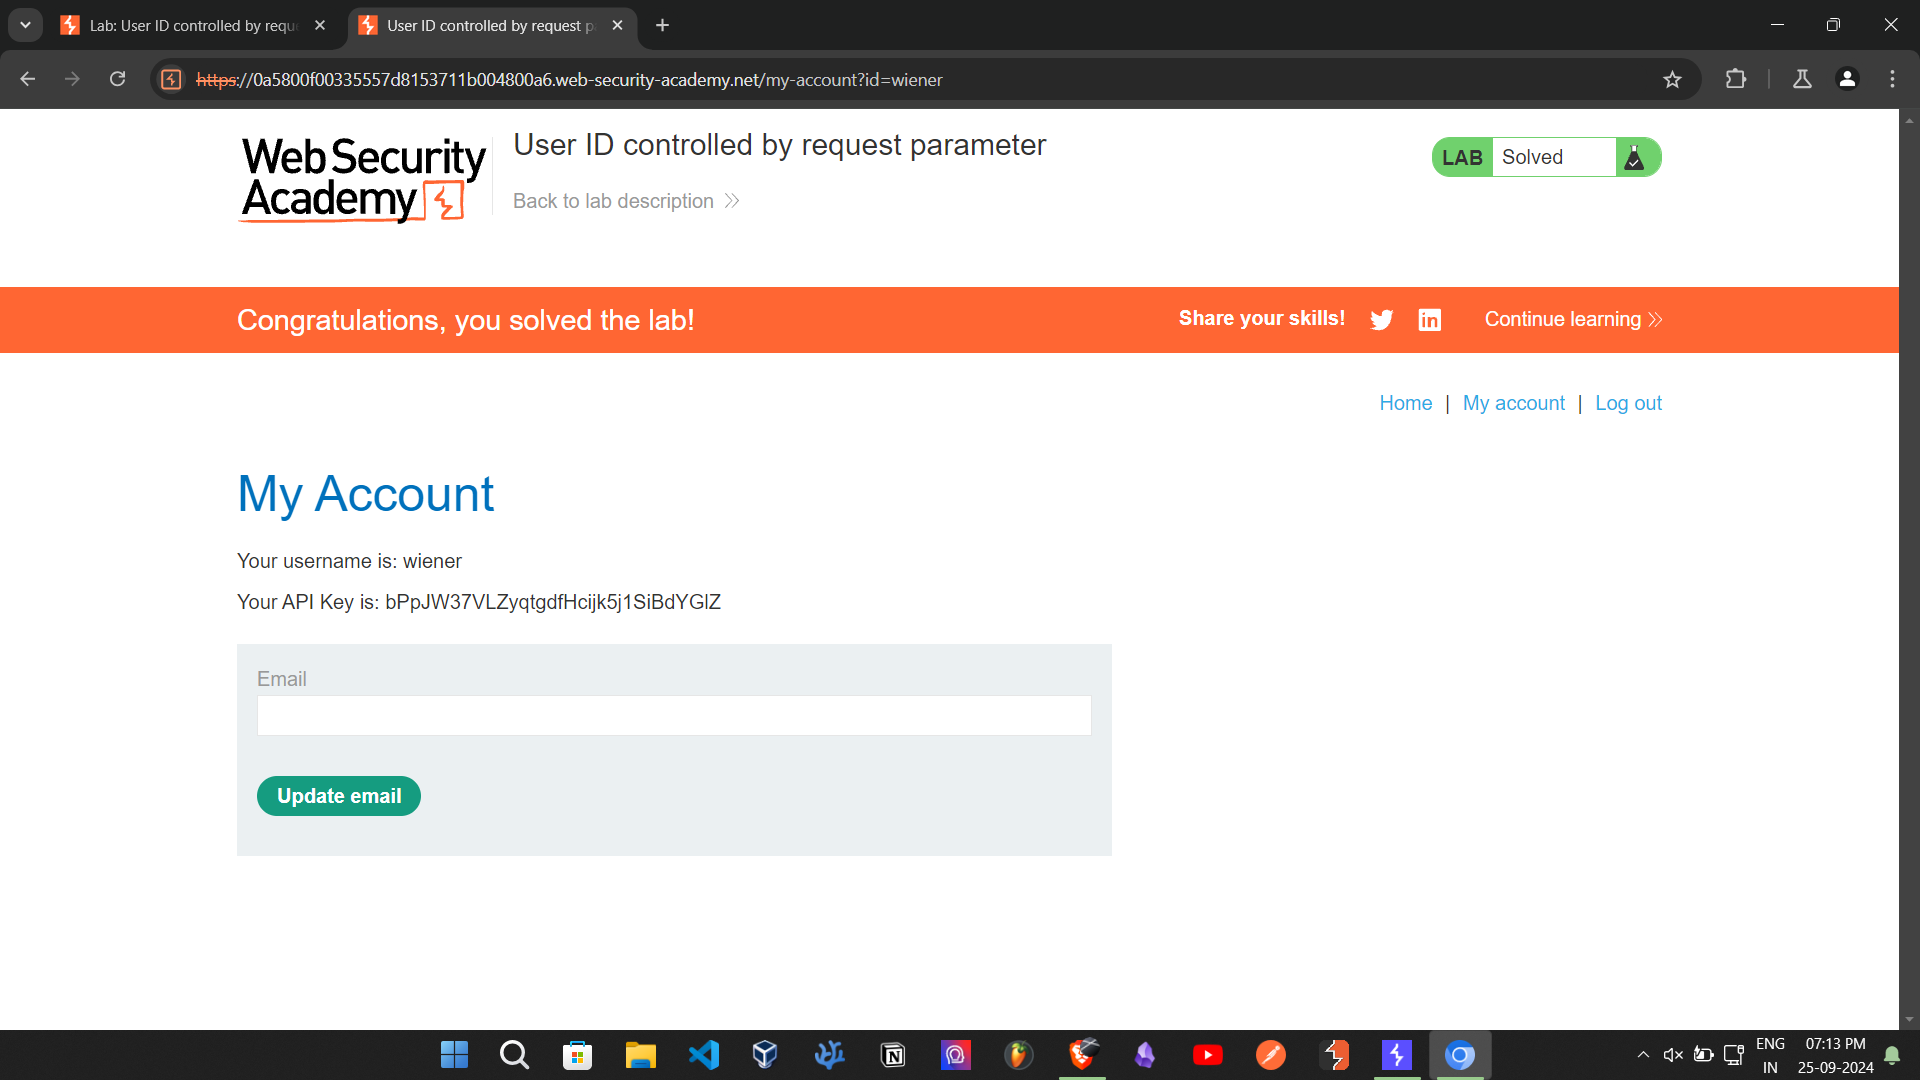 Lab: User ID controlled by requ
User ID controlled by request p
https://0a5800f00335557d8153711b004800a6.web-security-academy.net/my-account?id=wiener
Web Security
Academy
User ID controlled by request parameter
Back to lab description
LAB Solved
Congratulations, you solved the lab!
Share your skills!
in
Continue learning
Home | My account | Log out
My Account
Your username is: wiener
Your API Key is: bPpJW37VLZyqtgdfHcijk5j1SiBdYGlZ
Email
Update email
ENG
IN
07:13 PM
25-09-2024